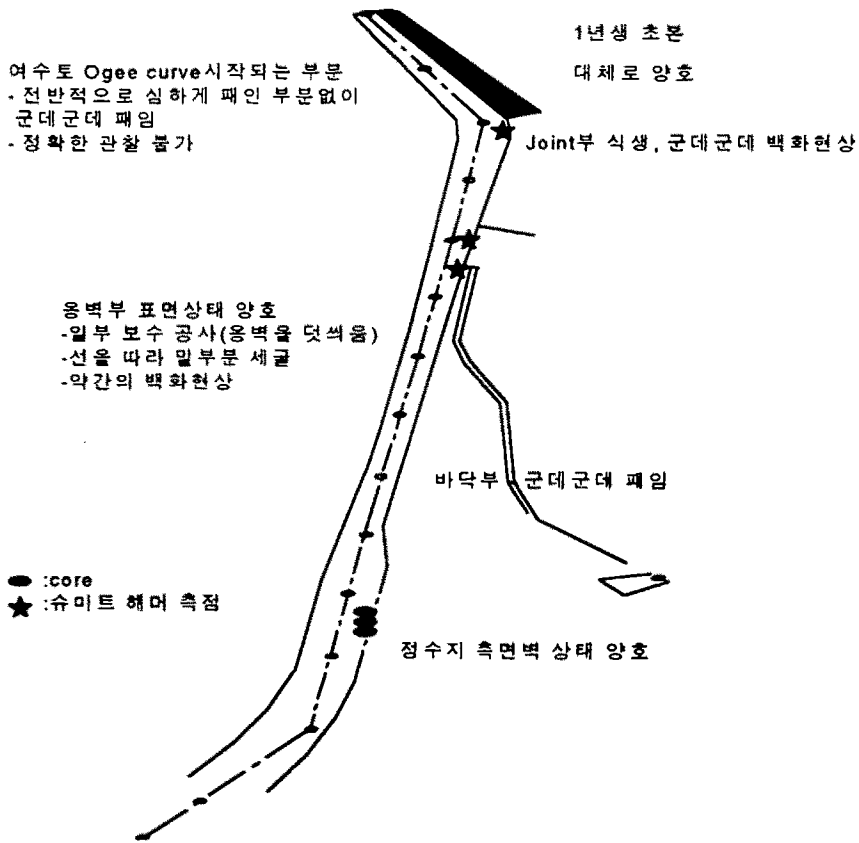 1년생 초본
대체로 양호
여수토 Ogee curve시작되는 부분
- 전반적으로 심하게 패인 부분없이
군데군데 패임
- 정확한 관찰 불가
Joint부 식생, 군데군데 백화현상
옹벽부 표면상태 양호
-일부 보수 공사(옹벽을 덧씌움)
-선을 따라 밑부분 세굴
-약간의 백화현상
바닥부 군데군데 패임
:core
:슈미트 해머 측점
정수지 측면벽 상태 양호